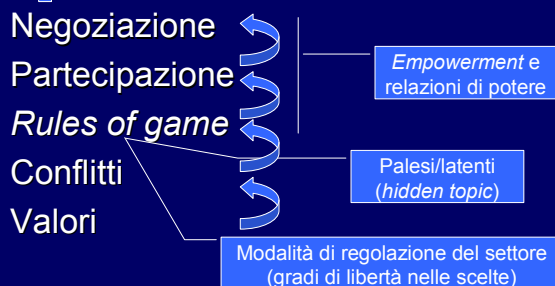 Negoziazione
Partecipazione
Rules of game
Conflitti
Valori
Empowerment e
relazioni di potere
Palesi/latenti
(hidden topic)
Modalità di regolazione del settore
(gradi di libertà nelle scelte)